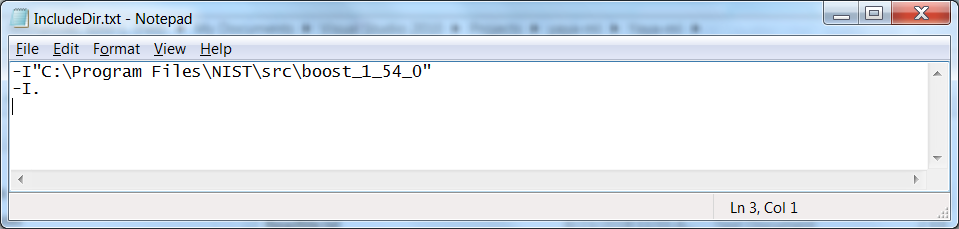 IncludeDir.txt - Notepad
File Edit Format View Help
-I"C:\Program Files\NIST\src\boost_1_54_0"
-I.
Ln 3, Col 1